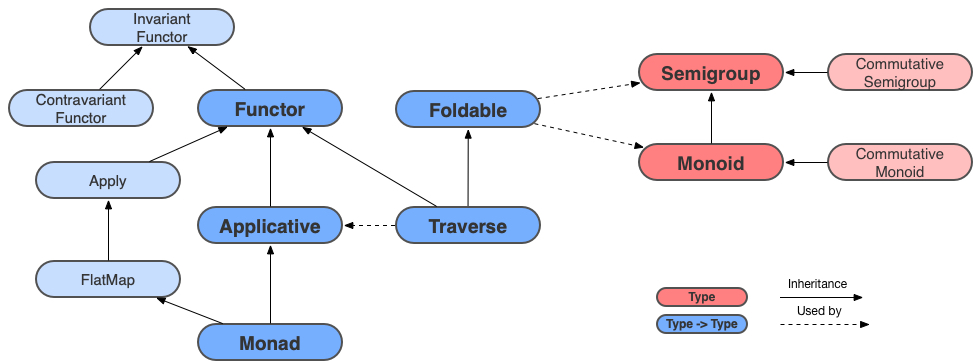 Invariant
Functor
Contravariant
Functor
Functor
Foldable
Semigroup
Commutative
Semigroup
Apply
Monoid
Commutative
Monoid
Applicative
Traverse
FlatMap
Monad
Type
Inheritance
Type -> Type
Used by